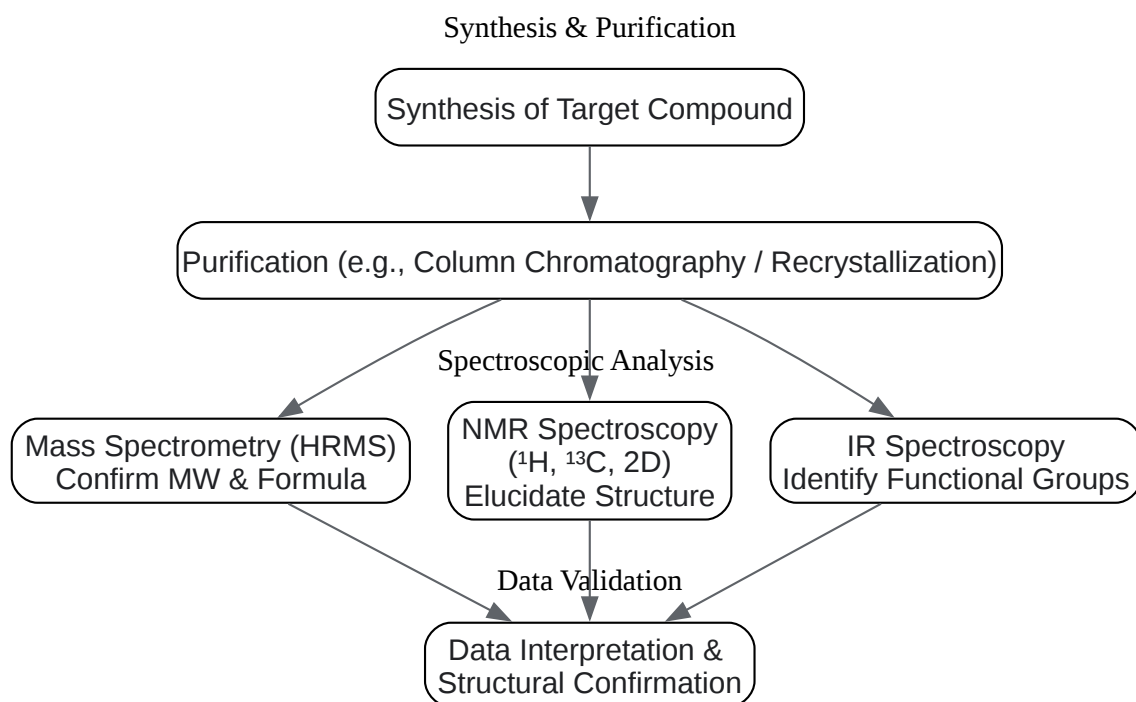 Synthesis & Purification
Synthesis of Target Compound
Purification (e.g., Column Chromatography / Recrystallization)
Spectroscopic Analysis
Mass Spectrometry (HRMS)
Confirm MW & Formula
NMR Spectroscopy
(¹H, ¹³C, 2D)
Elucidate Structure
IR Spectroscopy
Identify Functional Groups
Data Validation
Data Interpretation &
Structural Confirmation